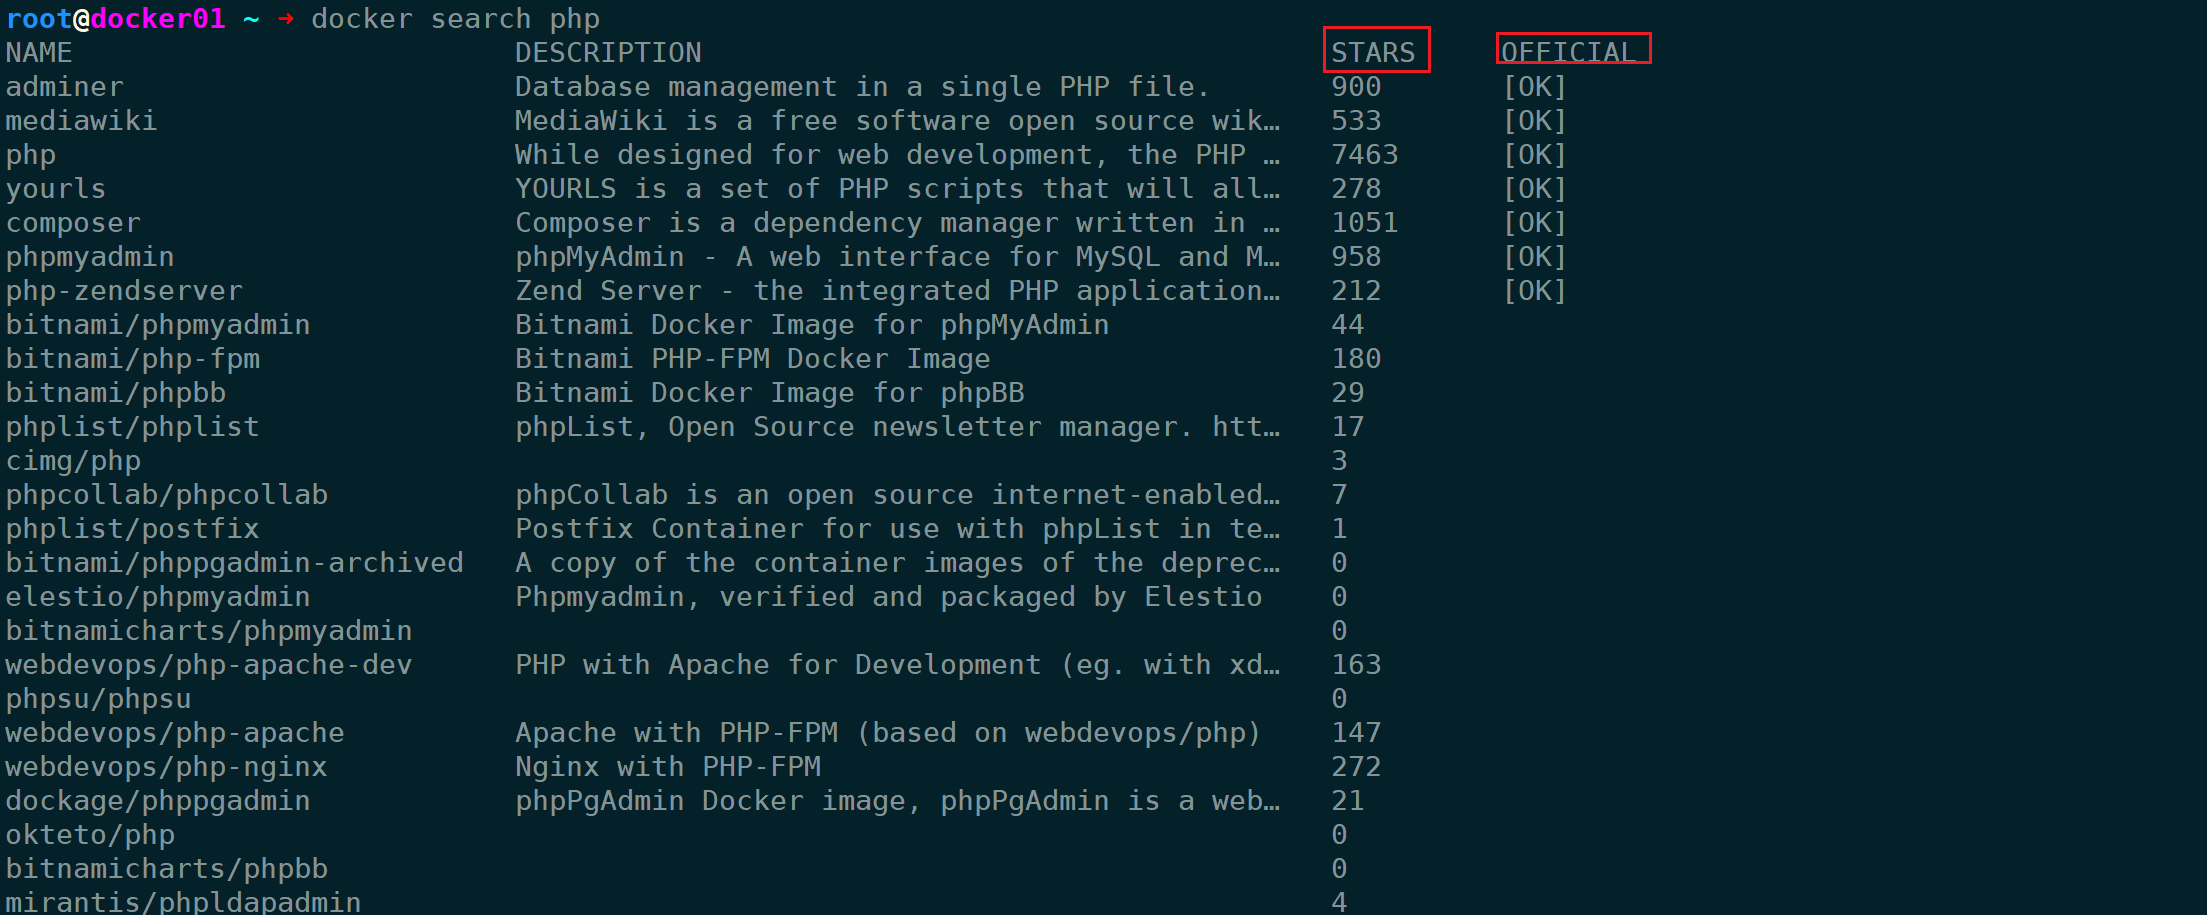 root@docker01 ~ ➜ docker search php
NAME DESCRIPTION STARS OFFICIAL
adminer Database management in a single PHP file. 900 [OK]
mediawiki MediaWiki is a free software open source wik… 533 [OK]
php While designed for web development, the PHP … 7463 [OK]
yourls YOURLS is a set of PHP scripts that will all… 278 [OK]
composer Composer is a dependency manager written in … 1051 [OK]
phpmyadmin phpMyAdmin - A web interface for MySQL and M… 958 [OK]
php-zendserver Zend Server - the integrated PHP application… 212 [OK]
bitnami/phpmyadmin Bitnami Docker Image for phpMyAdmin 44
bitnami/php-fpm Bitnami PHP-FPM Docker Image 180
bitnami/phpbb Bitnami Docker Image for phpBB 29
phplist/phplist phpList, Open Source newsletter manager. htt… 17
cimg/php 3
phpcollab/phpcollab phpCollab is an open source internet-enabled… 7
phplist/postfix Postfix Container for use with phpList in te… 1
bitnami/phppgadmin-archived A copy of the container images of the deprec… 0
elestio/phpmyadmin Phpmyadmin, verified and packaged by Elestio 0
bitnamicharts/phpmyadmin 0
webdevops/php-apache-dev PHP with Apache for Development (eg. with xd… 163
phpsu/phpsu 0
webdevops/php-apache Apache with PHP-FPM (based on webdevops/php) 147
webdevops/php-nginx Nginx with PHP-FPM 272
dockage/phppgadmin phpPgAdmin Docker image, phpPgAdmin is a web… 21
okteto/php 0
bitnamicharts/phpbb 0
mirantis/phpldapadmin 4